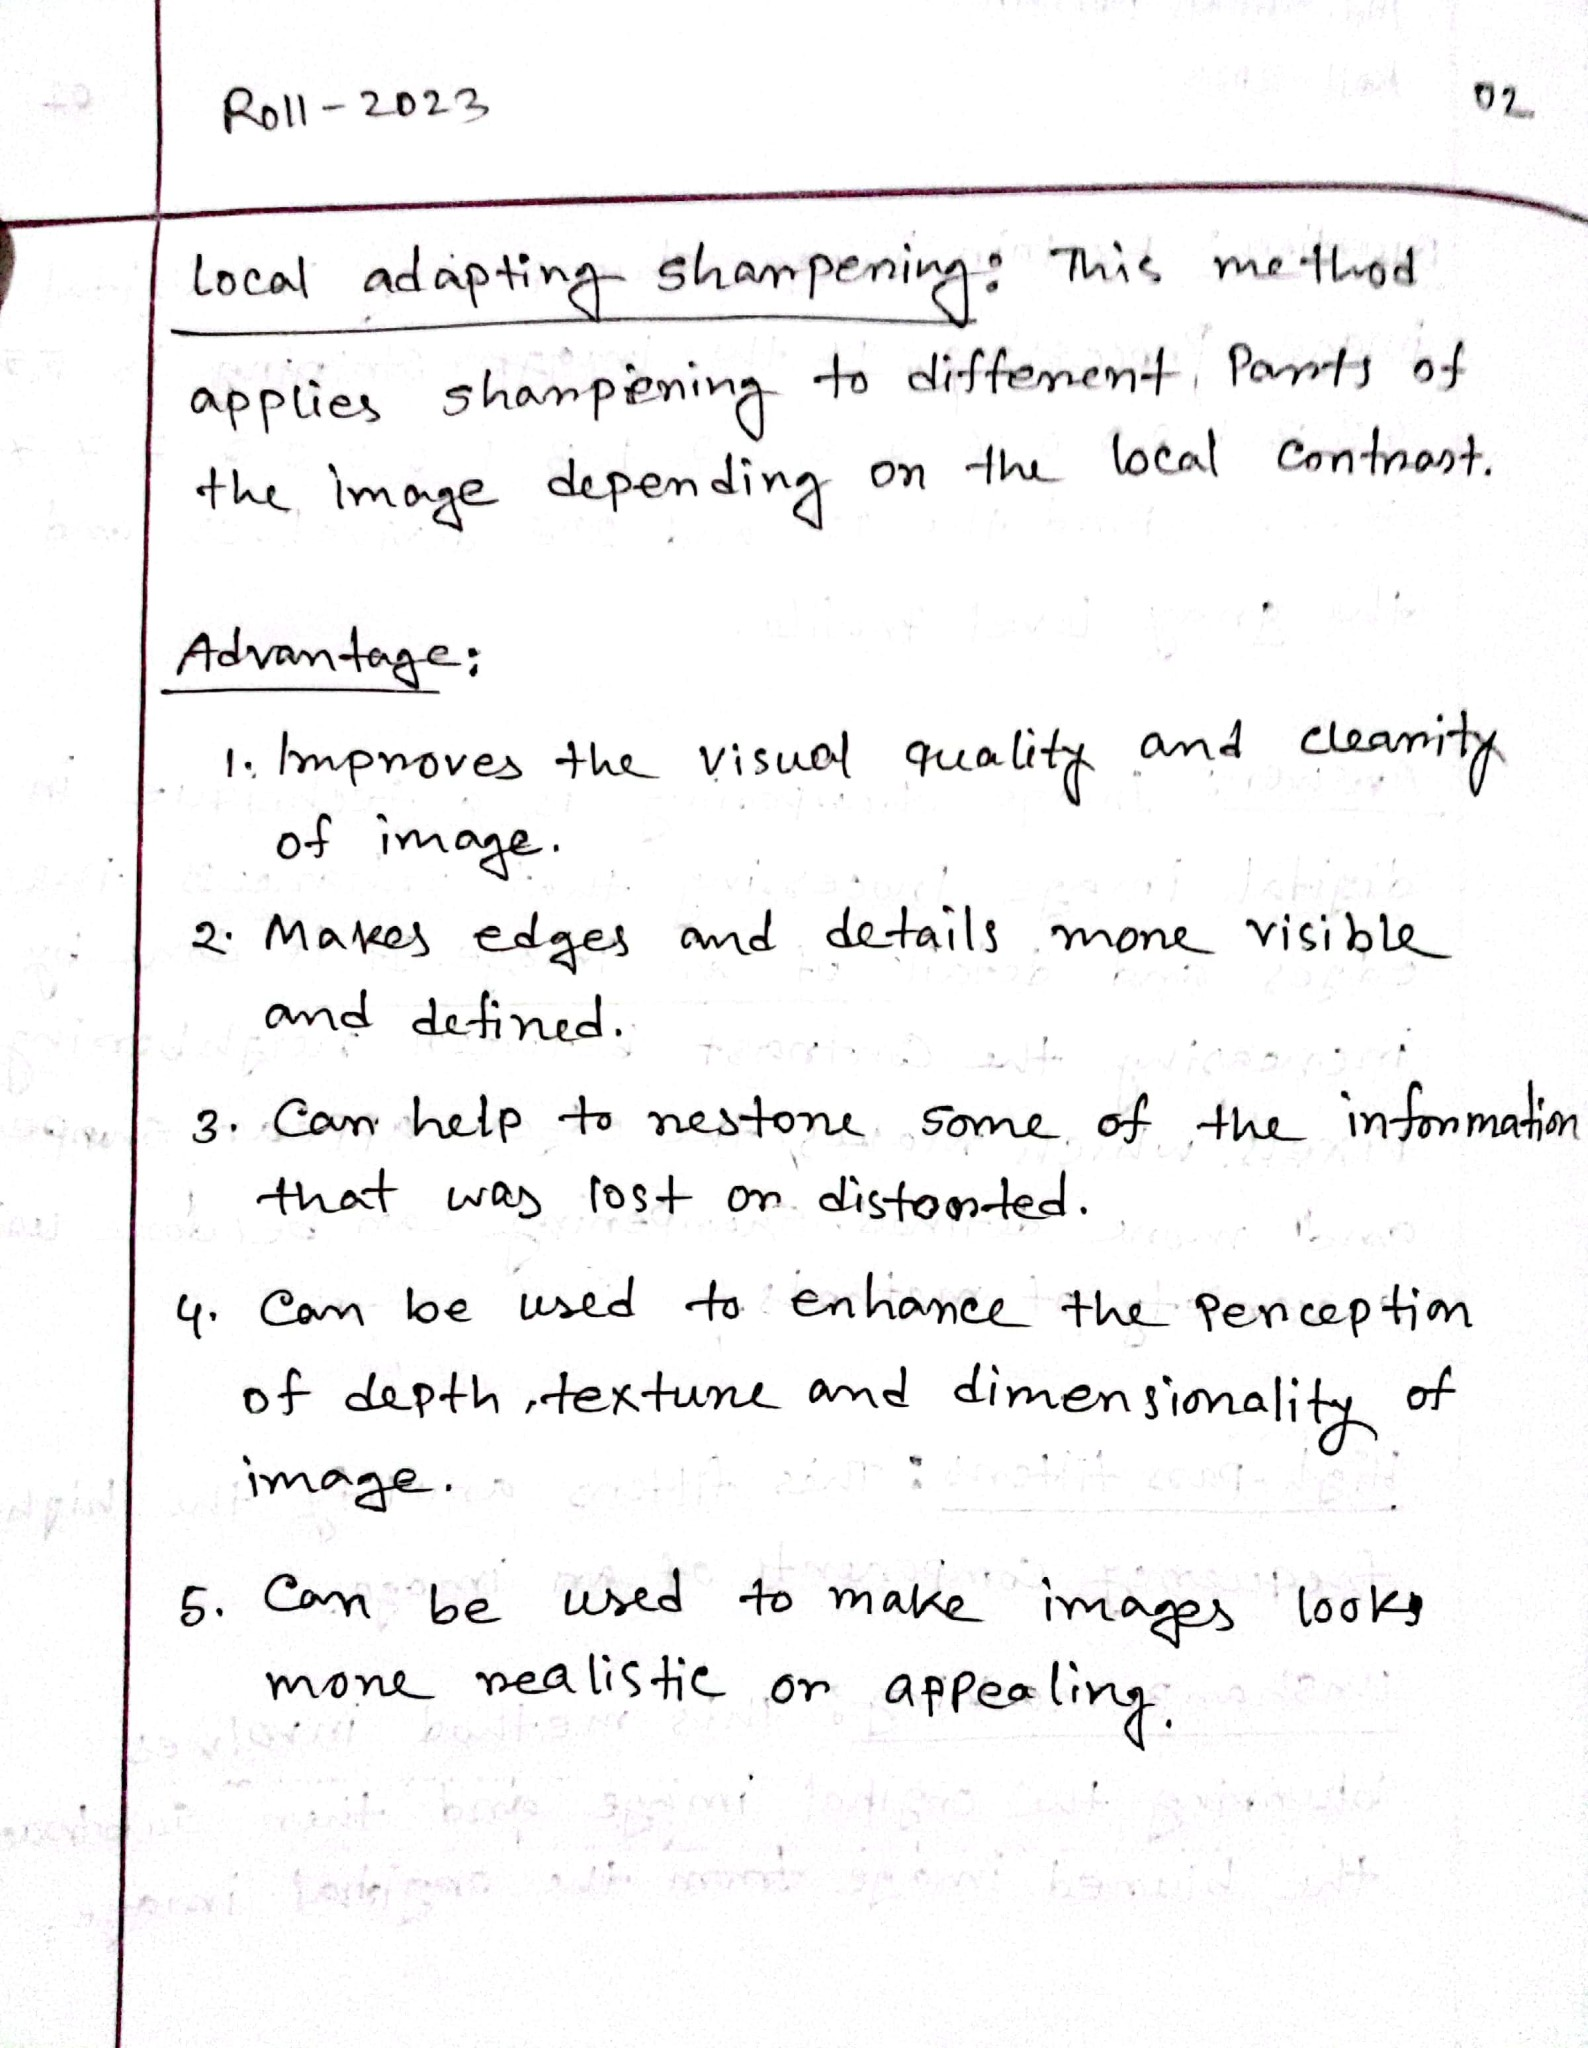 Roll - 2023
02
Local adapting sharpening: This method
applies sharpening to different Parts of
the image depending on the local contrast.
Advantage:
1. Improves the visual quality and clearity
of image.
2. Makes edges and details more visible
and defined.
3. Can help to restore some of the information
that was lost or distorted.
4. Can be used to enhance the Perception
of depth, texture and dimensionality of
image.
5. Can be used to make images looks
more realistic or appealing.